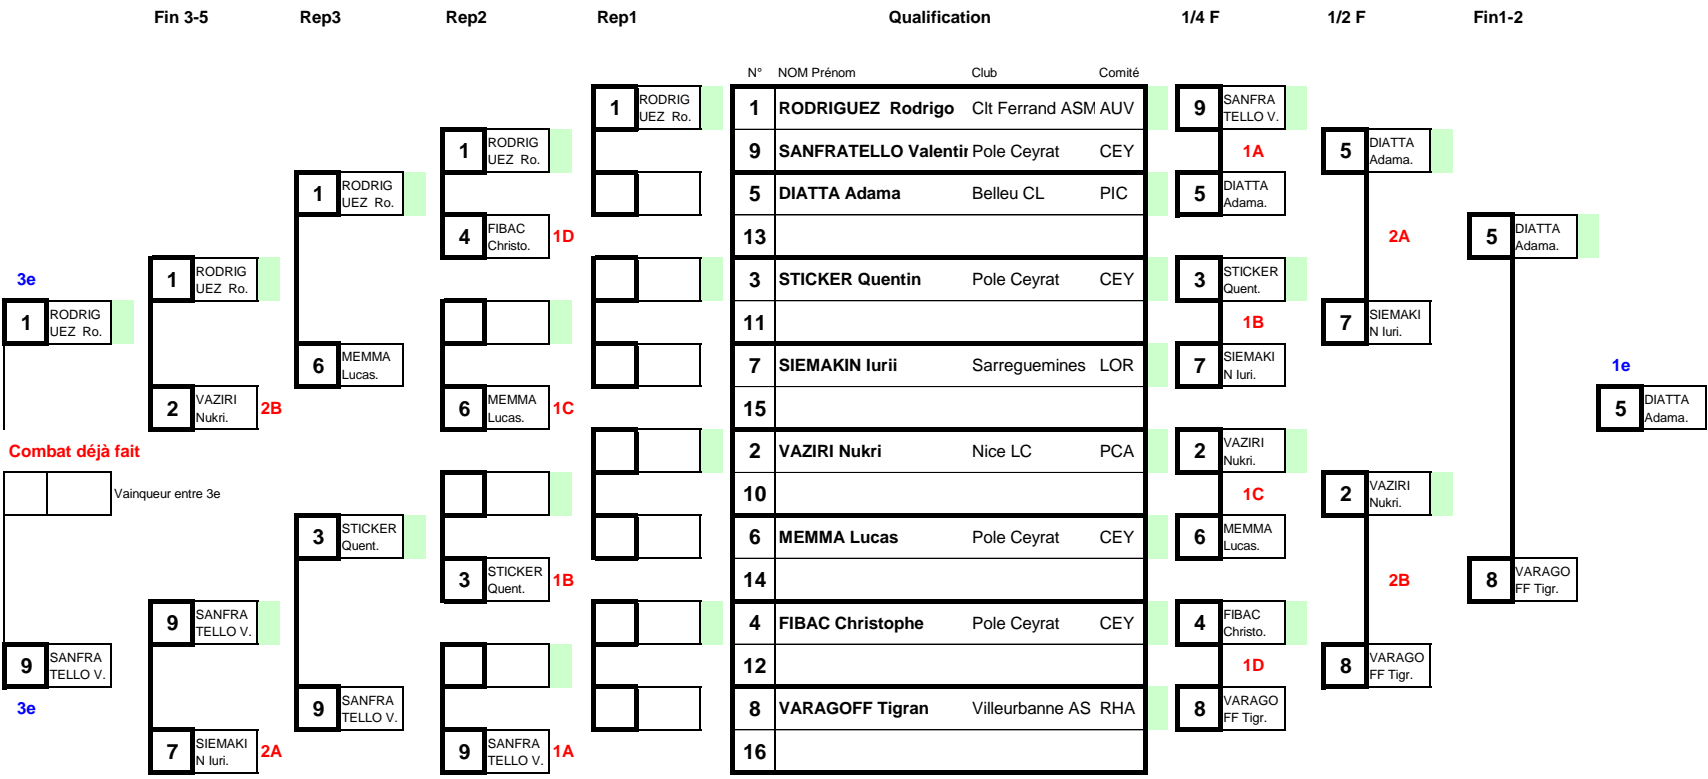 Fin 3-5 Rep3 Rep2 Rep1 Qualification 1/4 F 1/2 F Fin1-2
N° NOM Prénom Club Comité
1 RODRIG
UEZ Ro.
1 RODRIGUEZ Rodrigo Clt Ferrand ASM AUV
9 SANFRA
TELLO V.
1 RODRIG
UEZ Ro.
9 SANFRATELLO Valentin Pole Ceyrat CEY
1A
5 DIATTA
Adama.
1 RODRIG
UEZ Ro.
5 DIATTA Adama Belleu CL PIC
5 DIATTA
Adama.
4 FIBAC
Christo.
1D
13
2A
5 DIATTA
Adama.
3e
1 RODRIG
UEZ Ro.
3 STICKER Quentin Pole Ceyrat CEY
3 STICKER
Quent.
1 RODRIG
UEZ Ro.
11
1B
7 SIEMAKI
N Iuri.
6 MEMMA
Lucas.
7 SIEMAKIN Iurii Sarreguemines LOR
7 SIEMAKI
N Iuri.
1e
2 VAZIRI
Nukri.
2B
6 MEMMA
Lucas.
1C
15
5 DIATTA
Adama.
Combat déjà fait
2 VAZIRI Nukri Nice LC PCA
2 VAZIRI
Nukri.
Vainqueur entre 3e
10
1C
2 VAZIRI
Nukri.
3 STICKER
Quent.
6 MEMMA Lucas Pole Ceyrat CEY
6 MEMMA
Lucas.
3 STICKER
Quent.
1B
14
2B
8 VARAGO
FF Tigr.
9 SANFRA
TELLO V.
4 FIBAC Christophe Pole Ceyrat CEY
4 FIBAC
Christo.
9 SANFRA
TELLO V.
12
1D
8 VARAGO
FF Tigr.
3e
9 SANFRA
TELLO V.
8 VARAGOFF Tigran Villeurbanne AS RHA
8 VARAGO
FF Tigr.
7 SIEMAKI
N Iuri.
2A
9 SANFRA
TELLO V.
1A
16